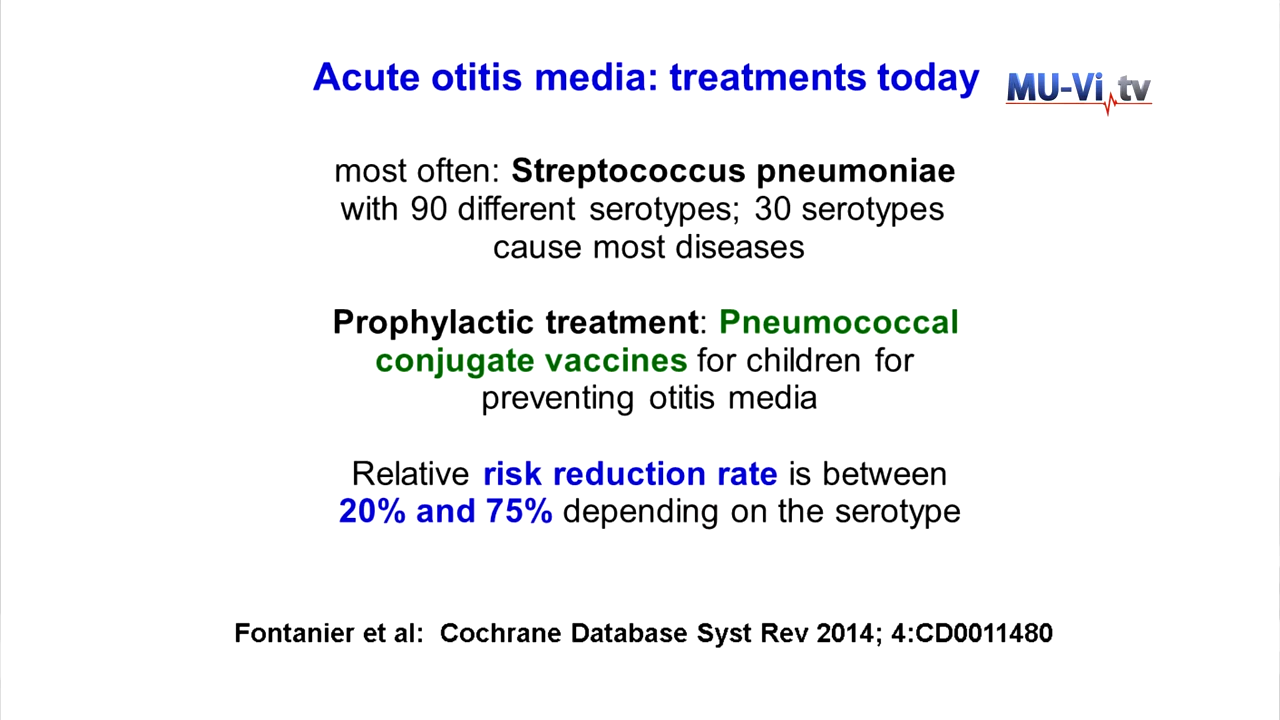 Acute otitis media: treatments today
MU-Vi.tv
most often: Streptococcus pneumoniae
with 90 different serotypes; 30 serotypes
cause most diseases
Prophylactic treatment: Pneumococcal
conjugate vaccines for children for
preventing otitis media
Relative risk reduction rate is between
20% and 75% depending on the serotype
Fontanier et al: Cochrane Database Syst Rev 2014; 4:CD0011480